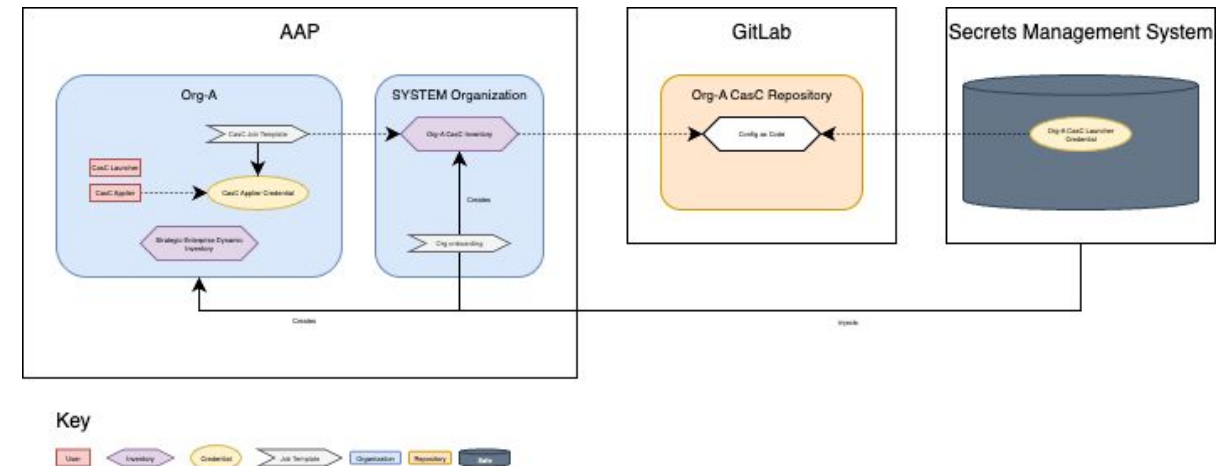 AAP
GitLab
Secrets Management System
Org-A
SYSTEM Organization
Org-A CasC Repository
CasC Job Template
Org-A CasC Inventory
Config as Code
Org-A CasC Launcher
Credential
CasC Launcher
CasC Applier
CasC Applier Credential
Creates
Strategic Enterprise Dynamic
Inventory
Org onboarding
Creates
Injects
Key
User
Inventory
Credential
Job Template
Organization
Repository
Safe